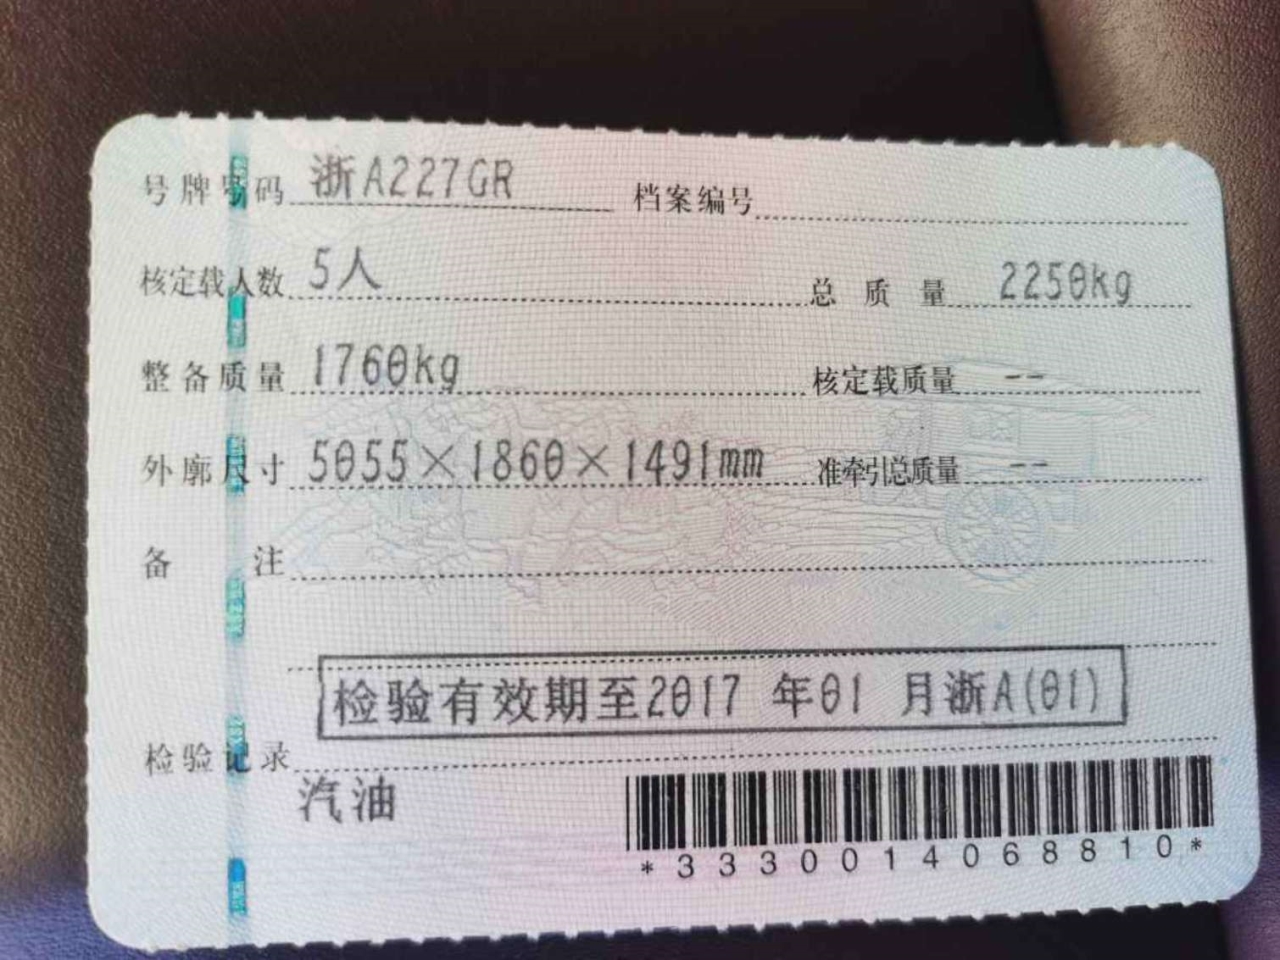 号牌号码 浙A227GR 档案编号
核定载人数 5人 总质量 2250kg
整备质量 1760kg 核定载质量 --
外廓尺寸 5055×1860×1491mm 准牵引总质量 --
备注
检验有效期至2017 年01 月浙A(01)
检验记录
汽油
*3330014068810*